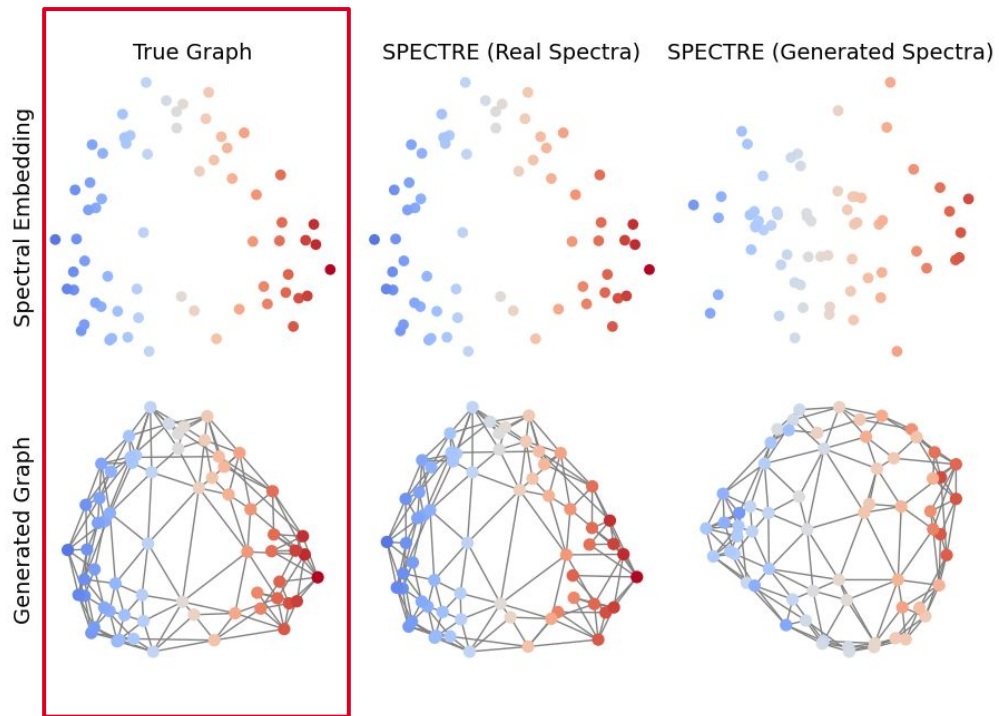 True Graph
SPECTRE (Real Spectra)
SPECTRE (Generated Spectra)
Spectral Embedding
Generated Graph